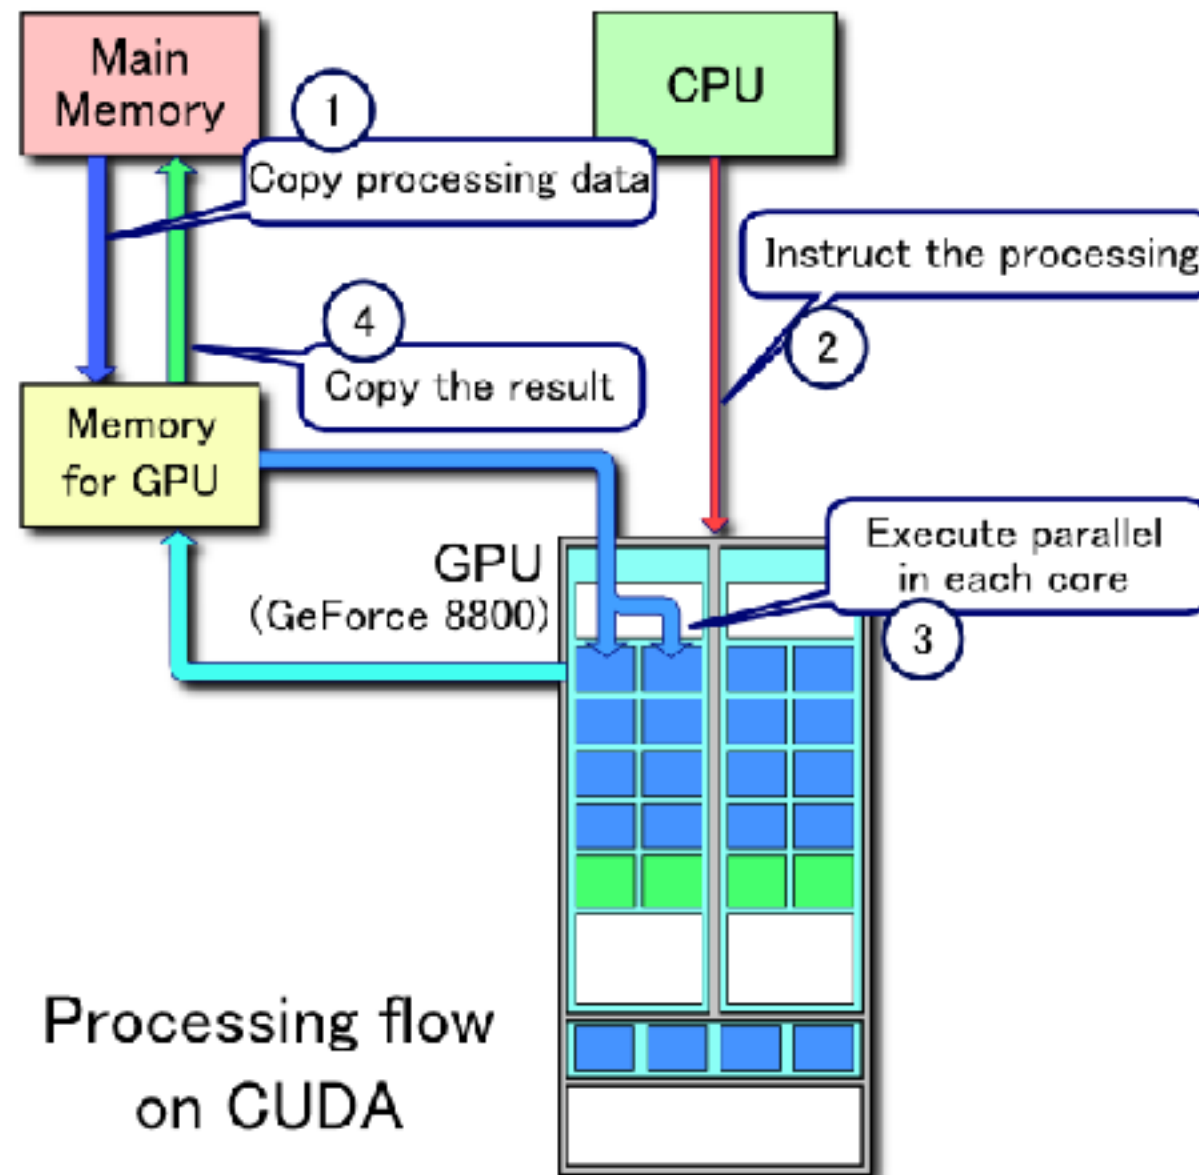 Main
Memory
1
Copy processing data
CPU
Instruct the processing
2
4
Copy the result
Memory
for GPU
GPU
(GeForce 8800)
Execute parallel
in each core
3
Processing flow
on CUDA